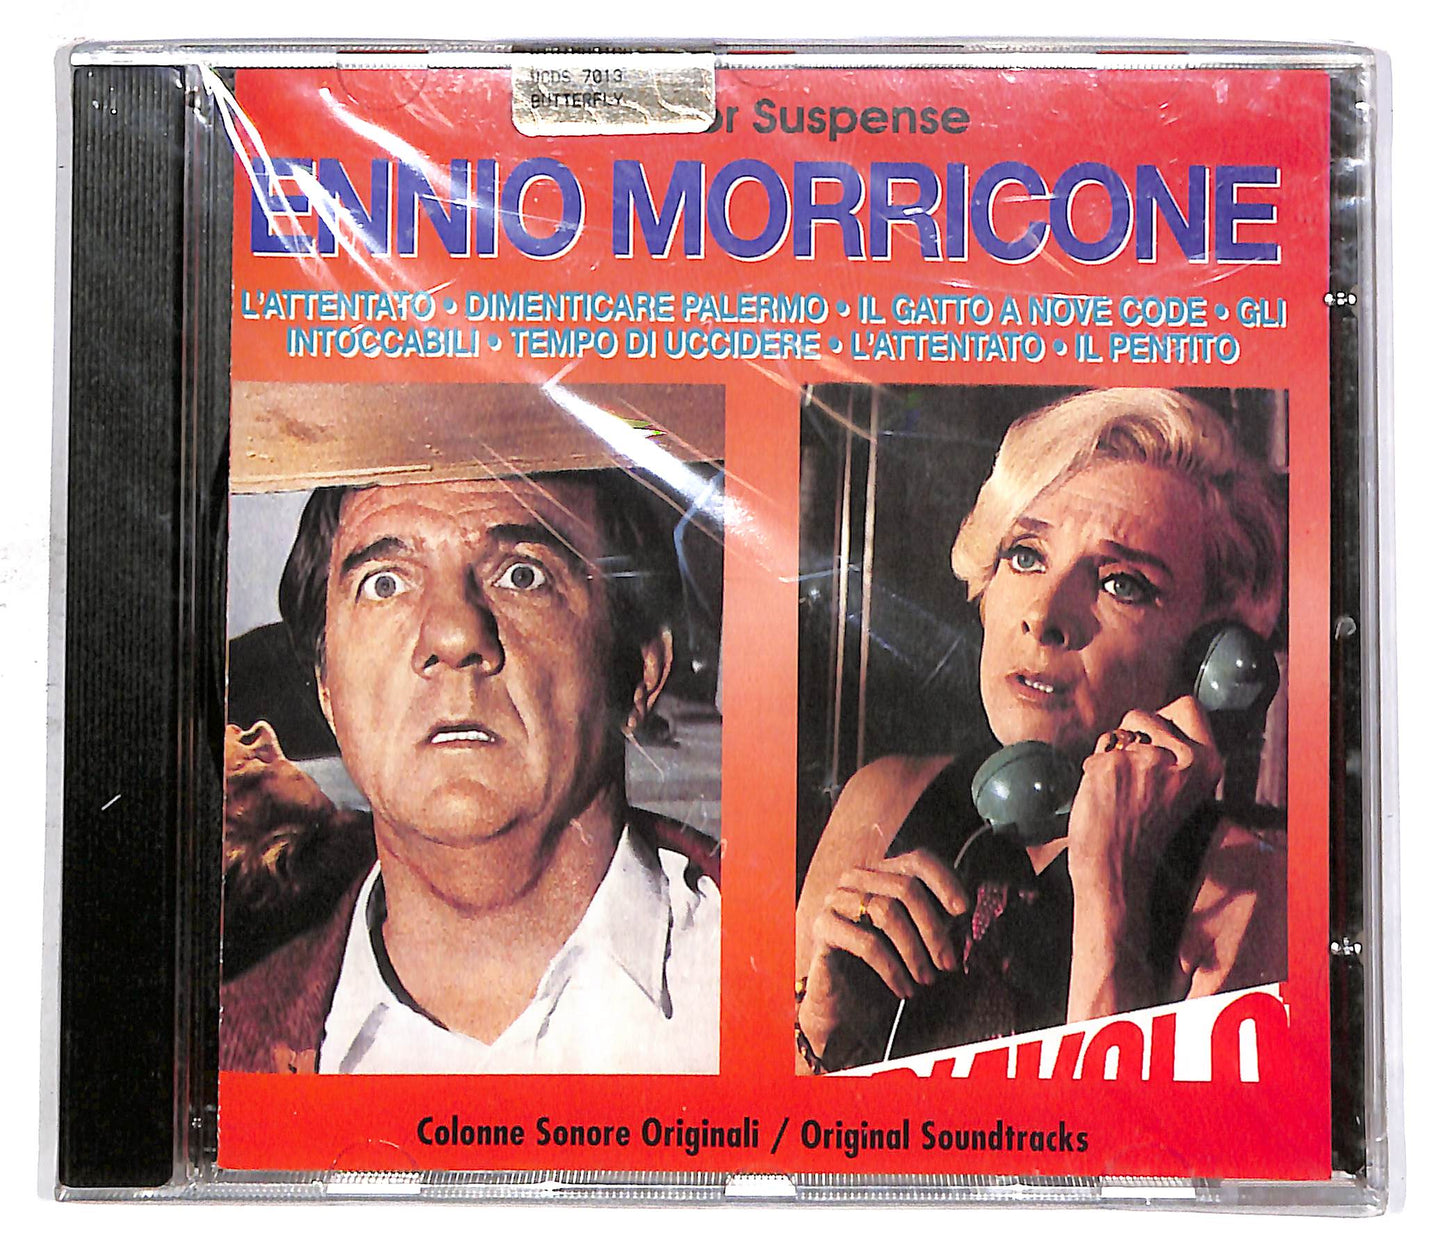 UCDS 7013
BUTTERFLY
or Suspense
ENNIO MORRICONE
L'ATTENTATO • DIMENTICARE PALERMO • IL GATTO A NOVE CODE • GLI
INTOCCABILI • TEMPO DI UCCIDERE • L'ATTENTATO • IL PENTITO
Colonne Sonore Originali / Original Soundtracks